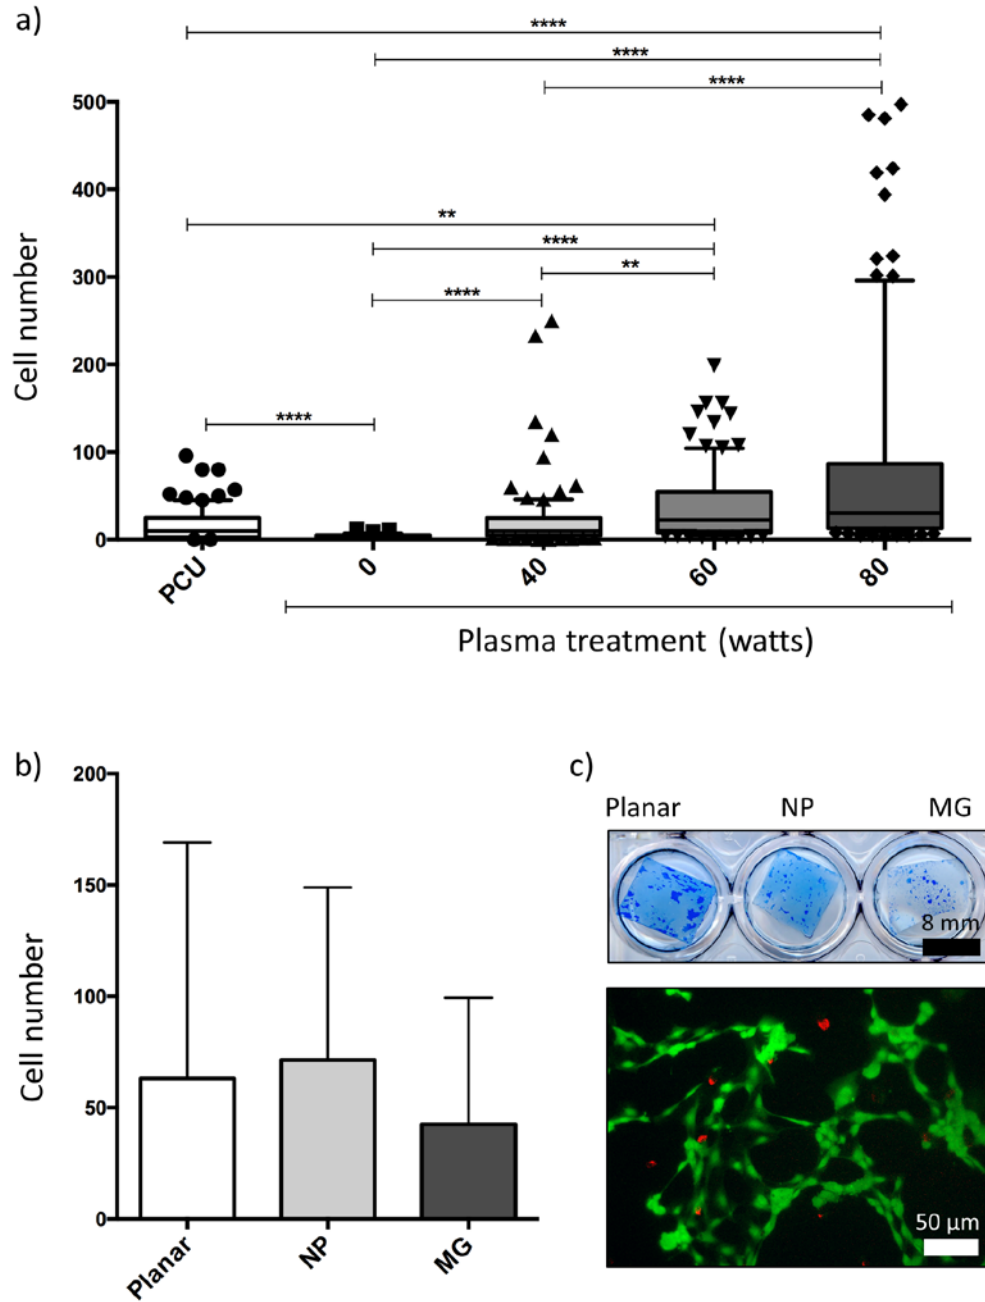 a)
****
****
****
500
400
300
200
100
0
Cell number
**
****
**
****
****
PCU
0
40
60
80
Plasma treatment (watts)
b)
200
150
100
50
0
Cell number
Planar
NP
MG
c)
Planar NP MG
8 mm
50 µm